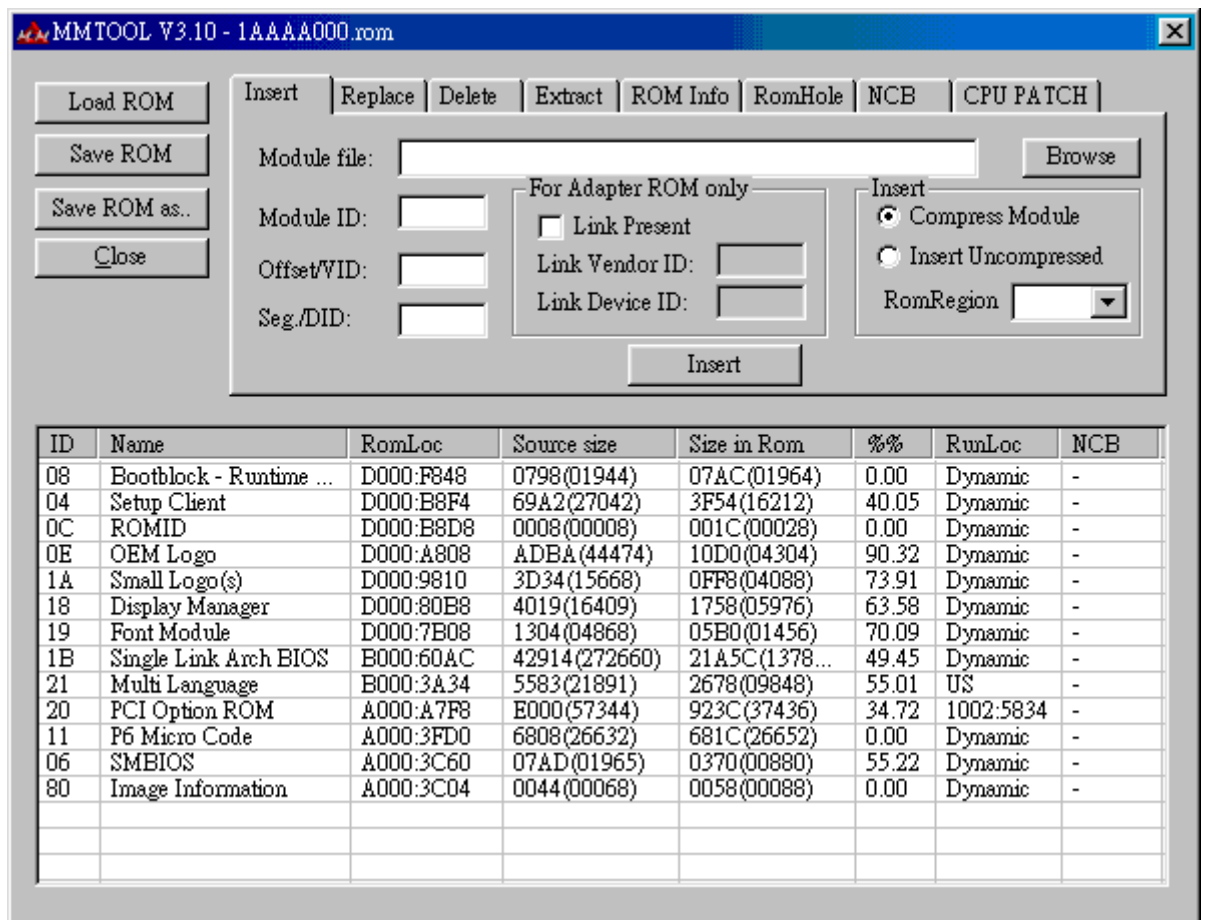 MMTOOL V3.10 - 1AAAA000.rom
Load ROM
Save ROM
Save ROM as..
Close
Insert Replace Delete Extract ROM Info RomHole NCB CPU PATCH
Module file: Browse
Module ID:
Offset/VID:
Seg./DID:
For Adapter ROM only
Link Present
Link Vendor ID:
Link Device ID:
Insert
Compress Module
Insert Uncompressed
RomRegion
Insert
ID Name RomLoc Source size Size in Rom %% RunLoc NCB
08 Bootblock - Runtime ... D000:F848 0798(01944) 07AC(01964) 0.00 Dynamic -
04 Setup Client D000:B8F4 69A2(27042) 3F54(16212) 40.05 Dynamic -
0C ROMID D000:B8D8 0008(00008) 001C(00028) 0.00 Dynamic -
0E OEM Logo D000:A808 ADBA(44474) 10D0(04304) 90.32 Dynamic -
1A Small Logo(s) D000:9810 3D34(15668) 0FF8(04088) 73.91 Dynamic -
18 Display Manager D000:80B8 4019(16409) 1758(05976) 63.58 Dynamic -
19 Font Module D000:7B08 1304(04868) 05B0(01456) 70.09 Dynamic -
1B Single Link Arch BIOS B000:60AC 42914(272660) 21A5C(1378... 49.45 Dynamic -
21 Multi Language B000:3A34 5583(21891) 2678(09848) 55.01 US -
20 PCI Option ROM A000:A7F8 E000(57344) 923C(37436) 34.72 1002:5834 -
11 P6 Micro Code A000:3FD0 6808(26632) 681C(26652) 0.00 Dynamic -
06 SMBIOS A000:3C60 07AD(01965) 0370(00880) 55.22 Dynamic -
80 Image Information A000:3C04 0044(00068) 0058(00088) 0.00 Dynamic -